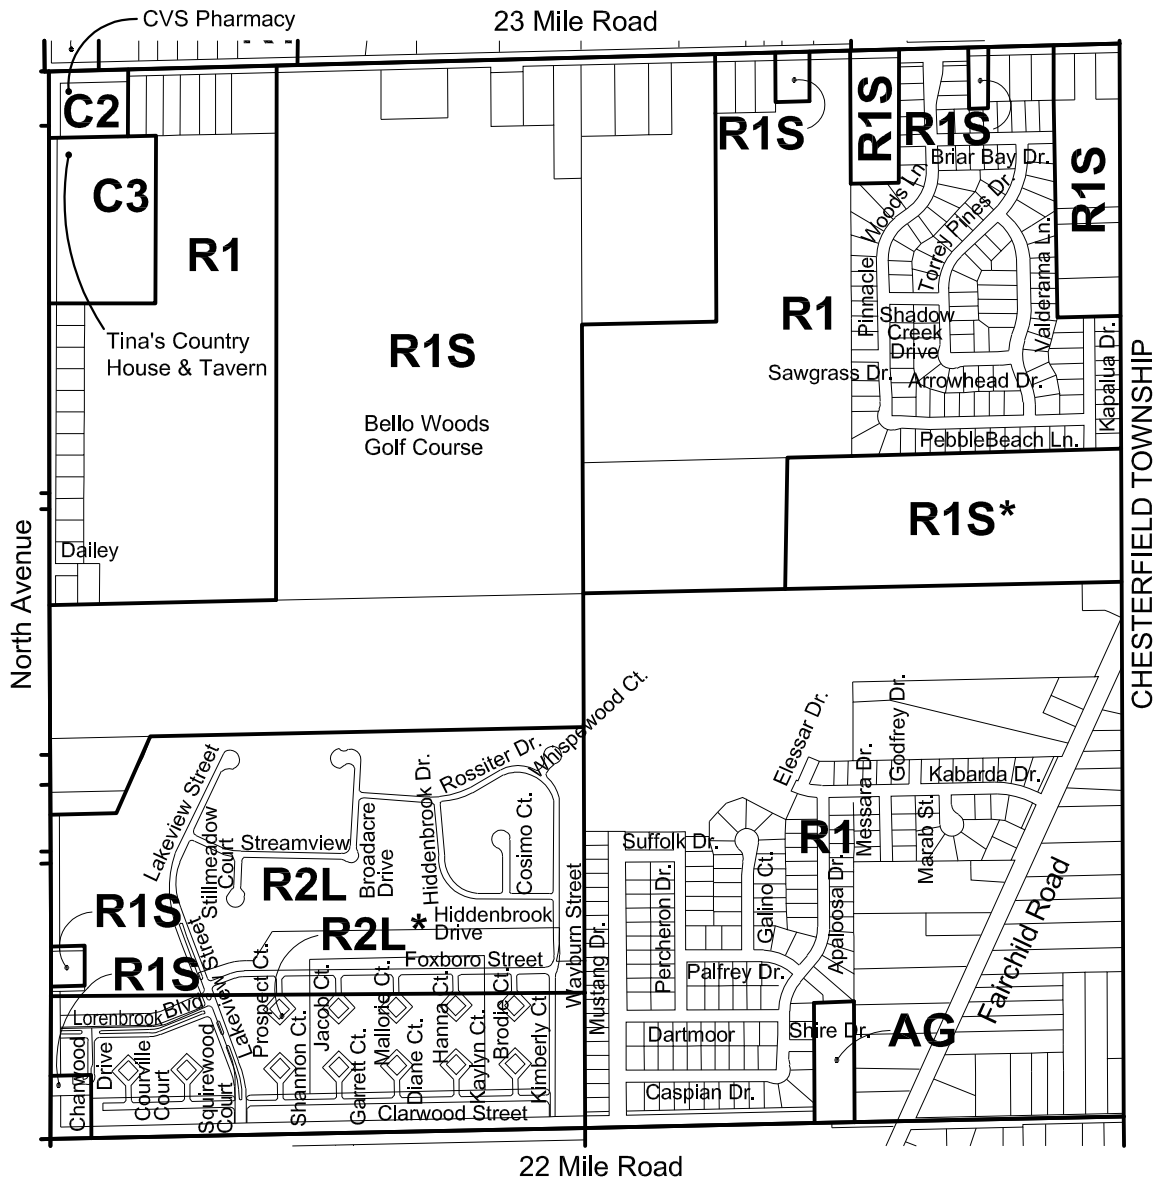 CVS Pharmacy
23 Mile Road
C2
C3
R1
R1S
R1S
R1S
R1S
Briar Bay Dr.
Woods Ln.
Pinnacle
Torrey Pines Dr.
Valderama Ln.
Shadow
Creek
Drive
Sawgrass Dr.
Arrowhead Dr.
Kapalua Dr.
PebbleBeach Ln.
R1
Tina's Country
House & Tavern
R1S
Bello Woods
Golf Course
R1S*
CHESTERFIELD TOWNSHIP
North Avenue
Dailey
Whispewood Ct.
Rossiter Dr.
Lakeview Street
Stillmeadow
Court
Streamview
Broadacre
Drive
Hiddenbrook Dr.
Cosimo Ct.
R2L
R2L*
Hiddenbrook
Drive
Foxboro Street
Wayburn Street
R1S
R1S
Lakeview Street
Lorenbrook Blvd
Charwood
Drive
Courville
Court
Squirewood
Court
Prospect Ct.
Shannon Ct.
Jacob Ct.
Garrett Ct.
Mallorie Ct.
Diane Ct.
Hanna Ct.
Kaylyn Ct.
Brodie Ct.
Kimberly Ct.
Clarwood Street
Elessar Dr.
Messara Dr.
Godfrey Dr.
Kabarda Dr.
Marab St.
R1
Suffolk Dr.
Percheron Dr.
Galino Ct.
Appaloosa Dr.
Mustang Dr.
Palfrey Dr.
Dartmoor
Shire Dr.
Caspian Dr.
AG
Fairchild Road
22 Mile Road